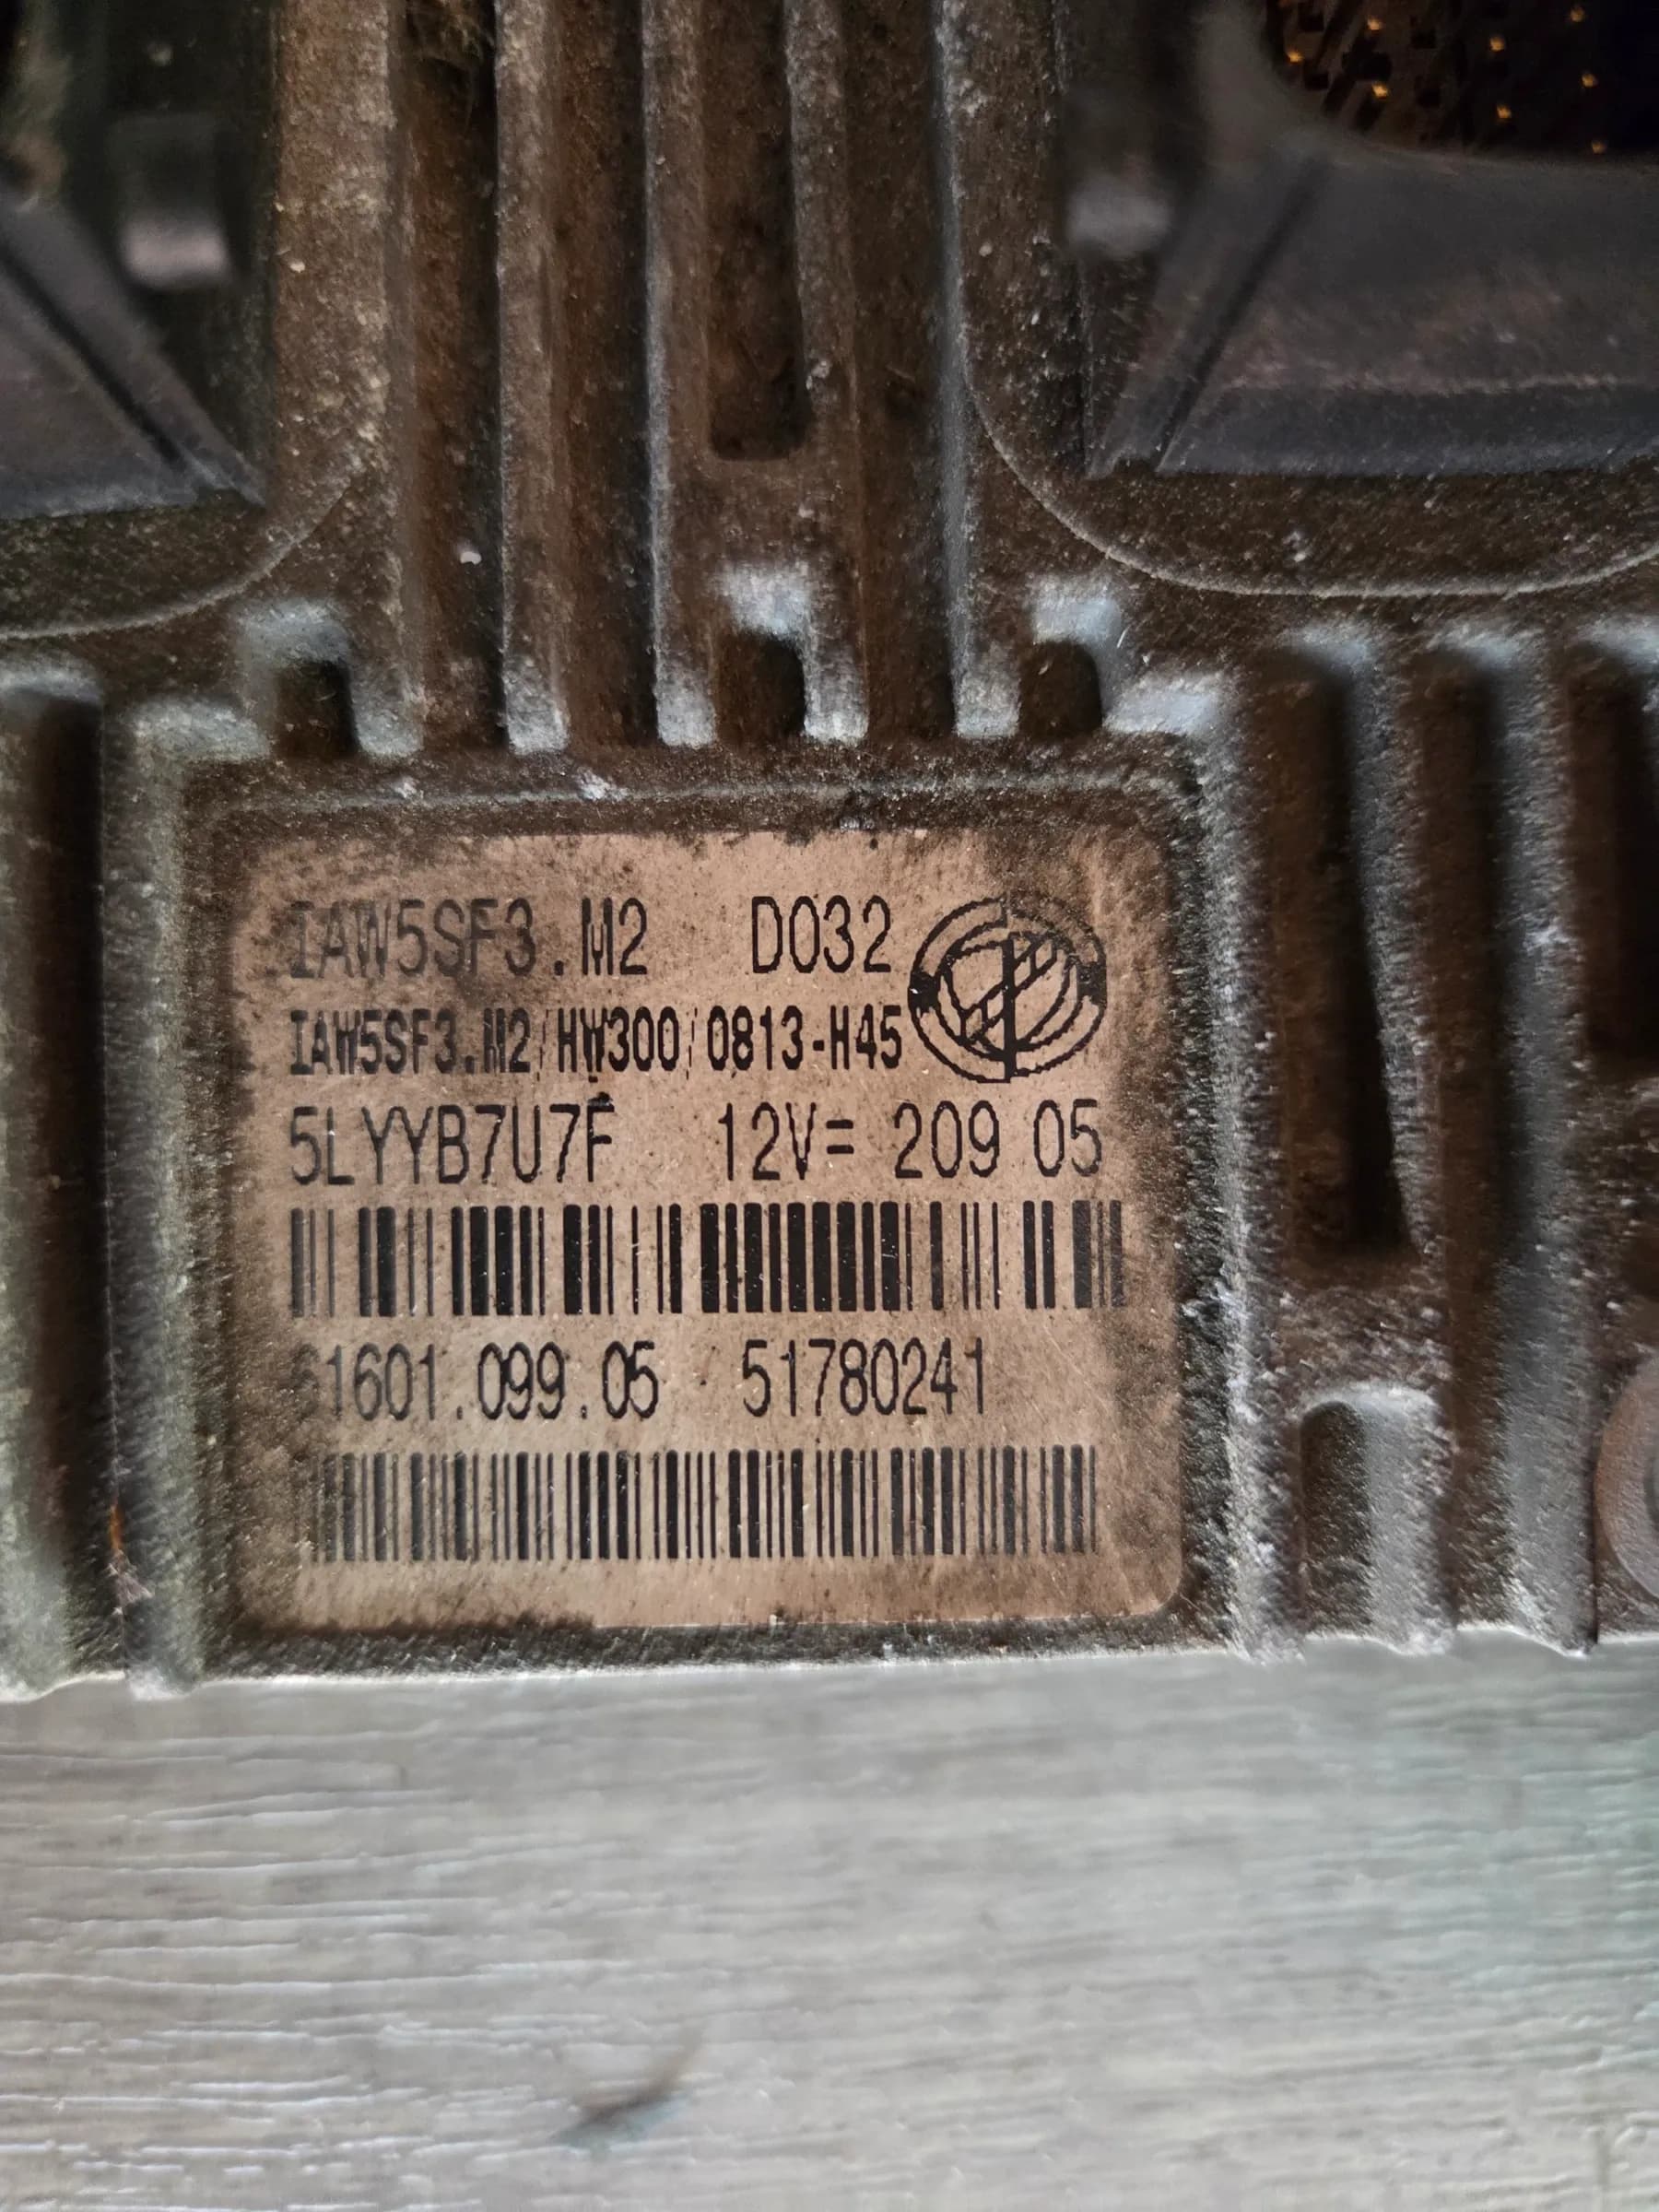 IAW5SF3.M2 D032
IAW5SF3.M2/HW300/0813-H45
5LYYB7U7F 12V= 209 05
61601.099.05 51780241